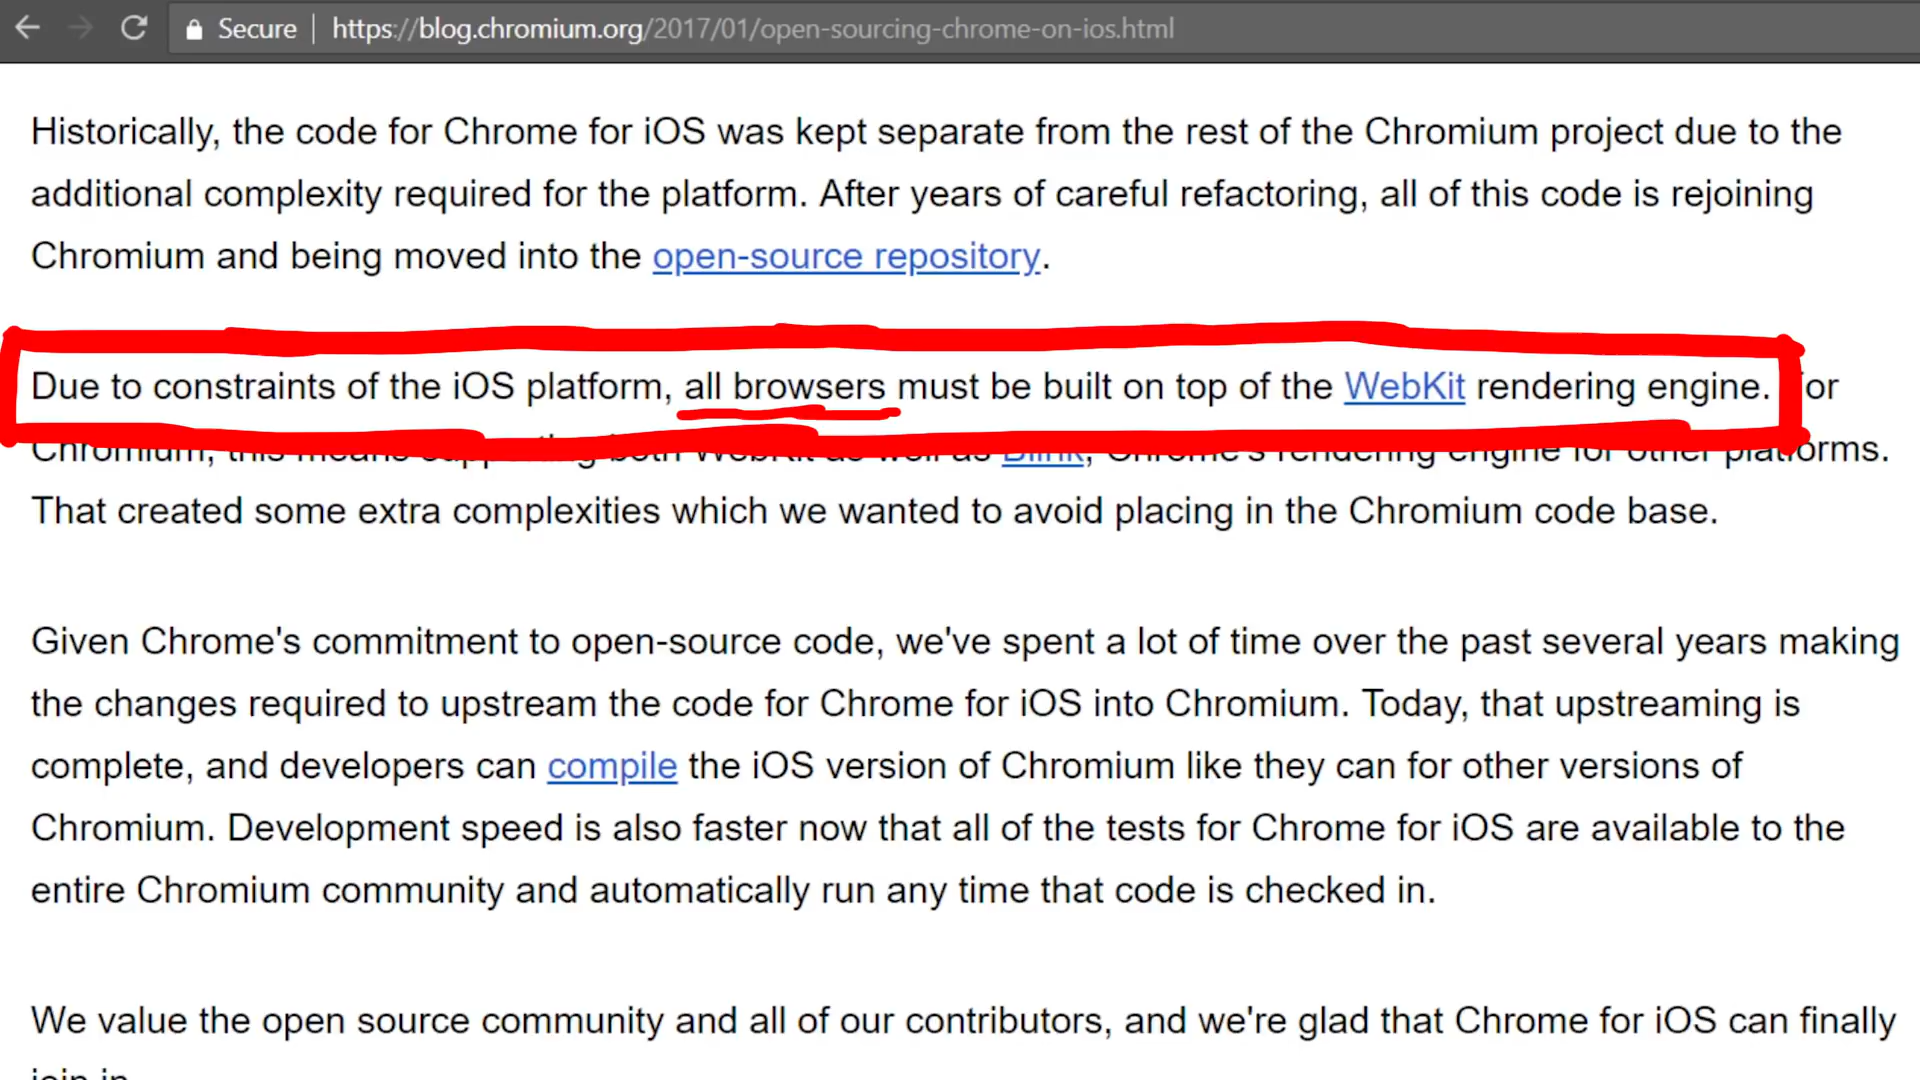 Secure | https://blog.chromium.org/2017/01/open-sourcing-chrome-on-ios.html
Historically, the code for Chrome for iOS was kept separate from the rest of the Chromium project due to the
additional complexity required for the platform. After years of careful refactoring, all of this code is rejoining
Chromium and being moved into the open-source repository.
Due to constraints of the iOS platform, all browsers must be built on top of the WebKit rendering engine. For
Chromium, this means supporting both WebKit as well as Blink, Chrome's rendering engine for other platforms.
That created some extra complexities which we wanted to avoid placing in the Chromium code base.
Given Chrome's commitment to open-source code, we've spent a lot of time over the past several years making
the changes required to upstream the code for Chrome for iOS into Chromium. Today, that upstreaming is
complete, and developers can compile the iOS version of Chromium like they can for other versions of
Chromium. Development speed is also faster now that all of the tests for Chrome for iOS are available to the
entire Chromium community and automatically run any time that code is checked in.
We value the open source community and all of our contributors, and we're glad that Chrome for iOS can finally
join in.